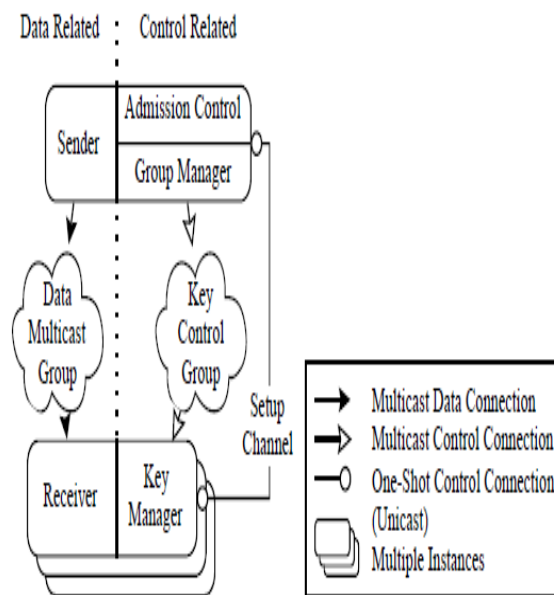 Data Related
Control Related
Sender
Admission Control
Group Manager
Data
Multicast
Group
Key
Control
Group
Setup
Channel
Receiver
Key
Manager
Multicast Data Connection
Multicast Control Connection
One-Shot Control Connection
(Unicast)
Multiple Instances